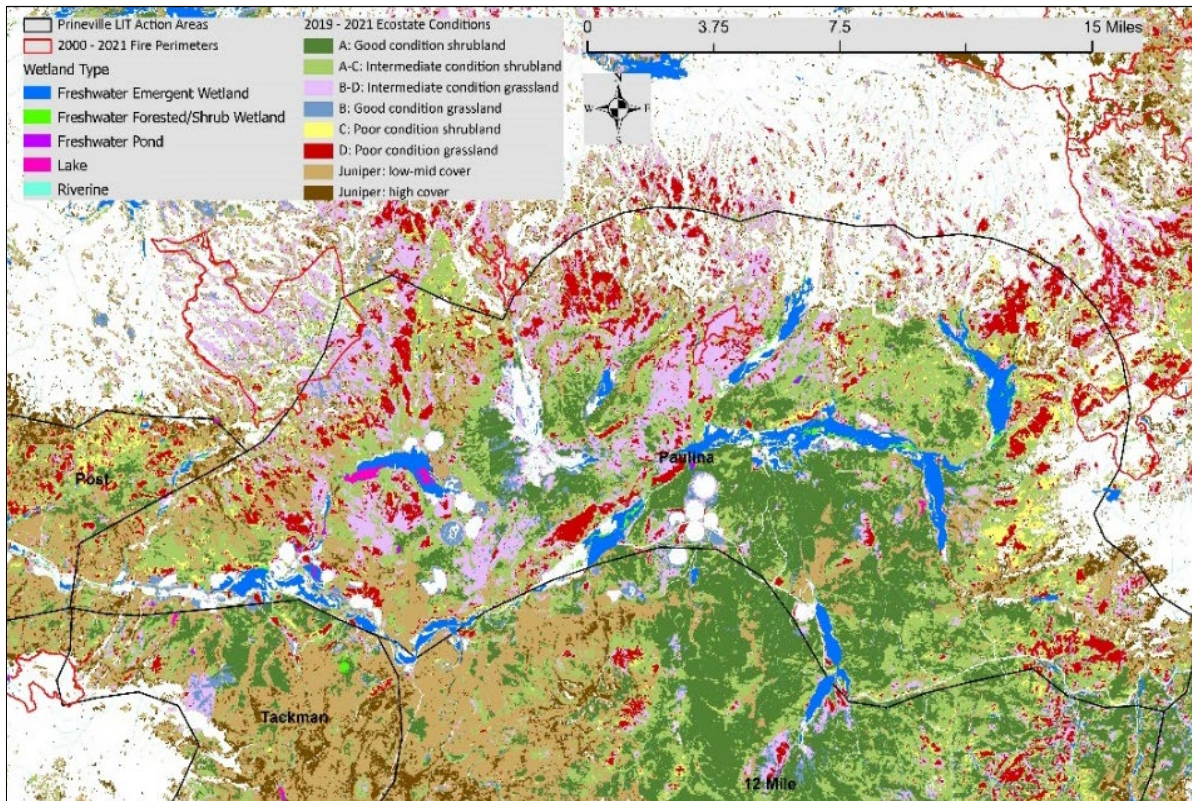 Prineville LIT Action Areas
2000 - 2021 Fire Perimeters
Wetland Type
Freshwater Emergent Wetland
Freshwater Forested/Shrub Wetland
Freshwater Pond
Lake
Riverine
2019 - 2021 Ecostate Conditions
A: Good condition shrubland
A-C: Intermediate condition shrubland
B-D: Intermediate condition grassland
B: Good condition grassland
C: Poor condition shrubland
D: Poor condition grassland
Juniper: low-mid cover
Juniper: high cover
0 3.75 7.5 15 Miles
N
W E
S
Paulina
Post
Tackman
12 Mile